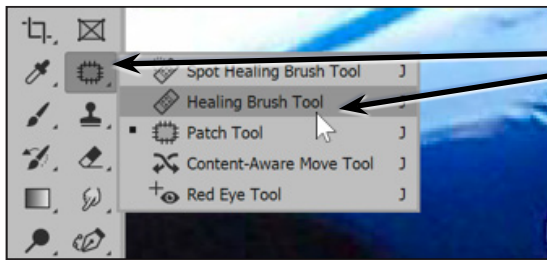 Spot Healing Brush Tool J
Healing Brush Tool J
Patch Tool J
Content-Aware Move Tool J
Red Eye Tool J